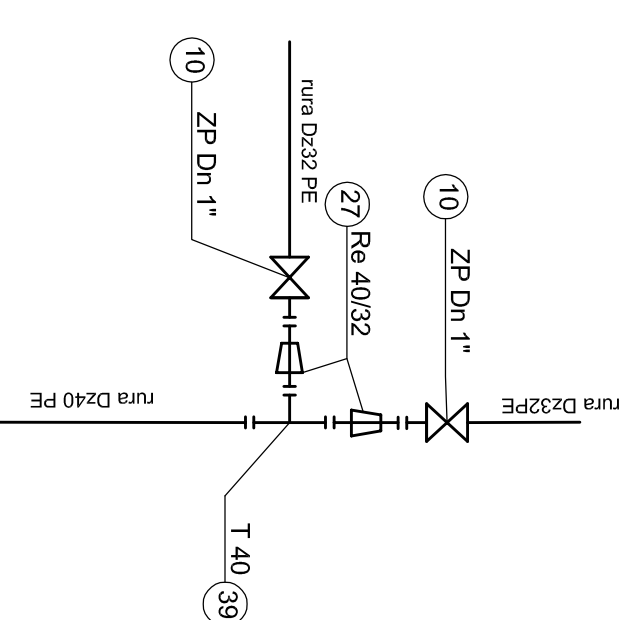 10
ZP Dn 1"
rura Dz32 PE
27
Re 40/32
10
ZP Dn 1"
rura Dz40 PE
rura Dz32PE
T 40
39